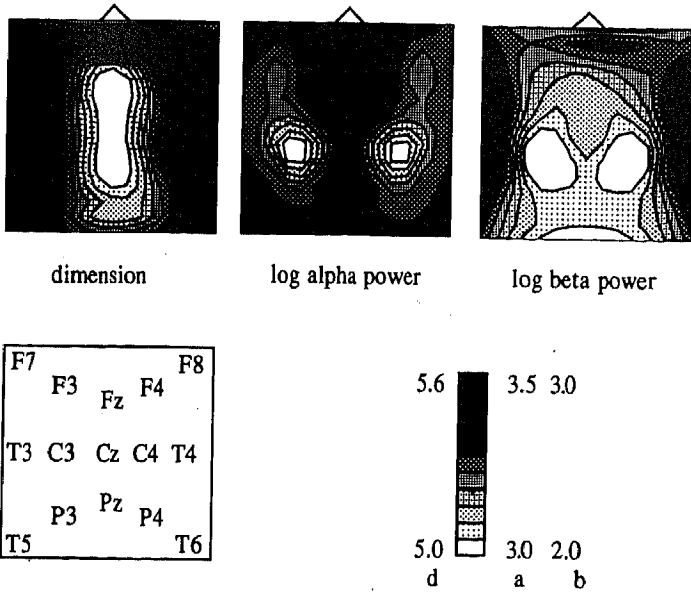 dimension
log alpha power
log beta power
F7 F8
F3 Fz F4
T3 C3 Cz C4 T4
P3 Pz P4
T5 T6
5.6 3.5 3.0
5.0 3.0 2.0
d a b